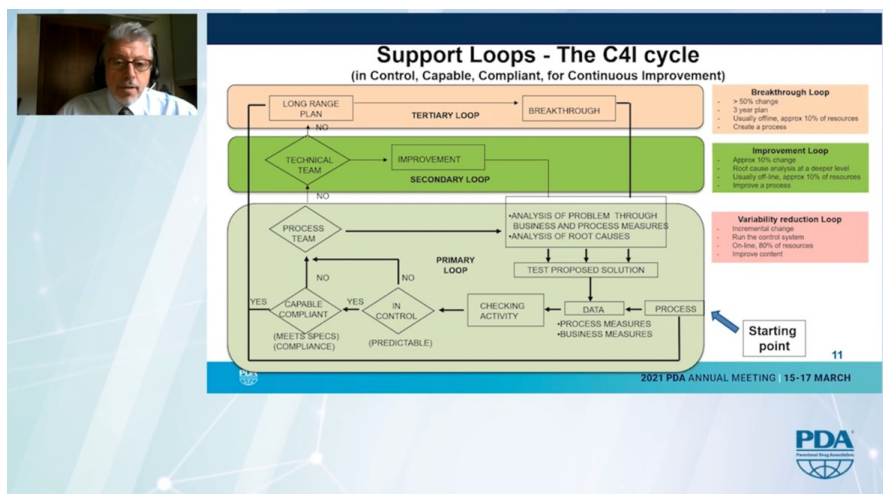 Support Loops - The C4I cycle
(in Control, Capable, Compliant, for Continuous Improvement)
LONG RANGE
PLAN
TERTIARY LOOP
BREAKTHROUGH
NO
TECHNICAL
TEAM
IMPROVEMENT
SECONDARY LOOP
NO
PROCESS
TEAM
•ANALYSIS OF PROBLEM THROUGH
BUSINESS AND PROCESS MEASURES
•ANALYSIS OF ROOT CAUSES
PRIMARY
LOOP
TEST PROPOSED SOLUTION
NO
NO
YES
CAPABLE
COMPLIANT
YES
IN
CONTROL
CHECKING
ACTIVITY
DATA
PROCESS
(MEETS SPECS)
(COMPLIANCE)
(PREDICTABLE)
•PROCESS MEASURES
•BUSINESS MEASURES
Breakthrough Loop
- > 50% change
- 3 year plan
- Usually offline, approx 10% of resources
- Create a process
Improvement Loop
- Approx 10% change
- Root cause analysis at a deeper level
- Usually off-line, approx 10% of resources
- Improve a process
Variability reduction Loop
- Incremental change
- Run the control system
- On-line, 80% of resources
- Improve content
Starting
point
11
PDA
2021 PDA ANNUAL MEETING | 15-17 MARCH
PDA
Parenteral Drug Association